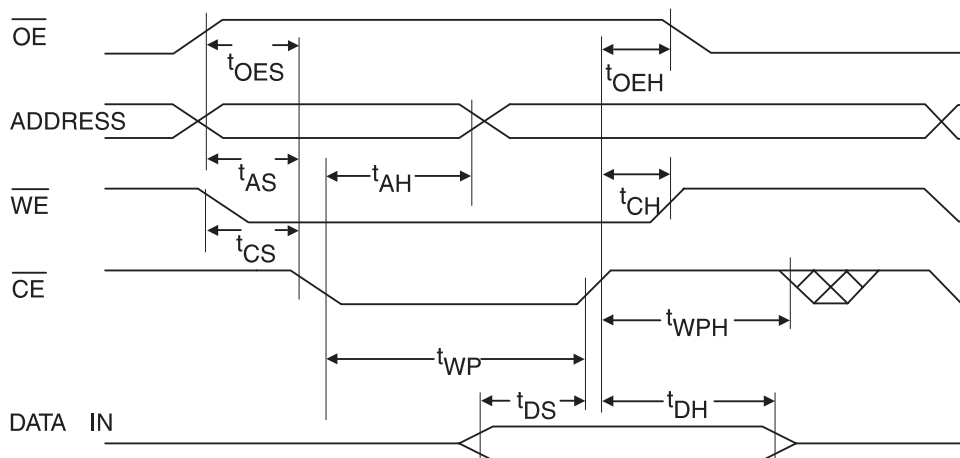 OE
tOES
tOEH
ADDRESS
tAS
tAH
WE
tCH
tCS
CE
tWPH
tWP
tDS
tDH
DATA IN